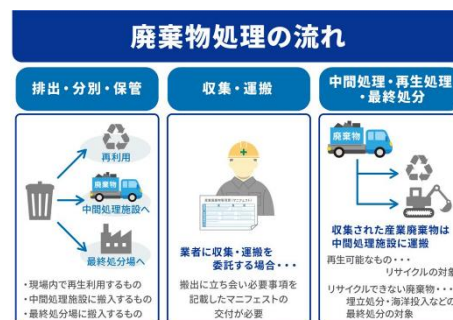 廃棄物処理の流れ
排出・分別・保管
再利用
廃棄物
中間処理施設へ
最終処分場へ
・現場内で再生利用するもの
・中間処理施設に搬入するもの
・最終処分場に搬入するもの
収集・運搬
業者に収集・運搬を
委託する場合・・・
搬出に立ち会い必要事項を
記載したマニフェストの
交付が必要
中間処理・再生処理
・最終処分
廃棄物
収集された産業廃棄物は
中間処理施設に運搬
再生可能なもの・・・
リサイクルの対象
リサイクルできない廃棄物・・・
埋立処分・海洋投入などの
最終処分の対象